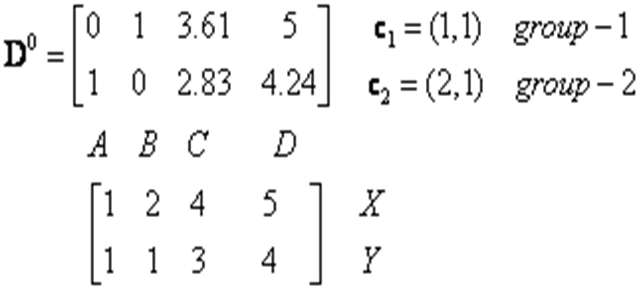 D⁰ = [0 1 3.61 5 c₁ = (1,1) group − 1
1 0 2.83 4.24] c₂ = (2,1) group − 2
A B C D
[1 2 4 5 X
1 1 3 4] Y